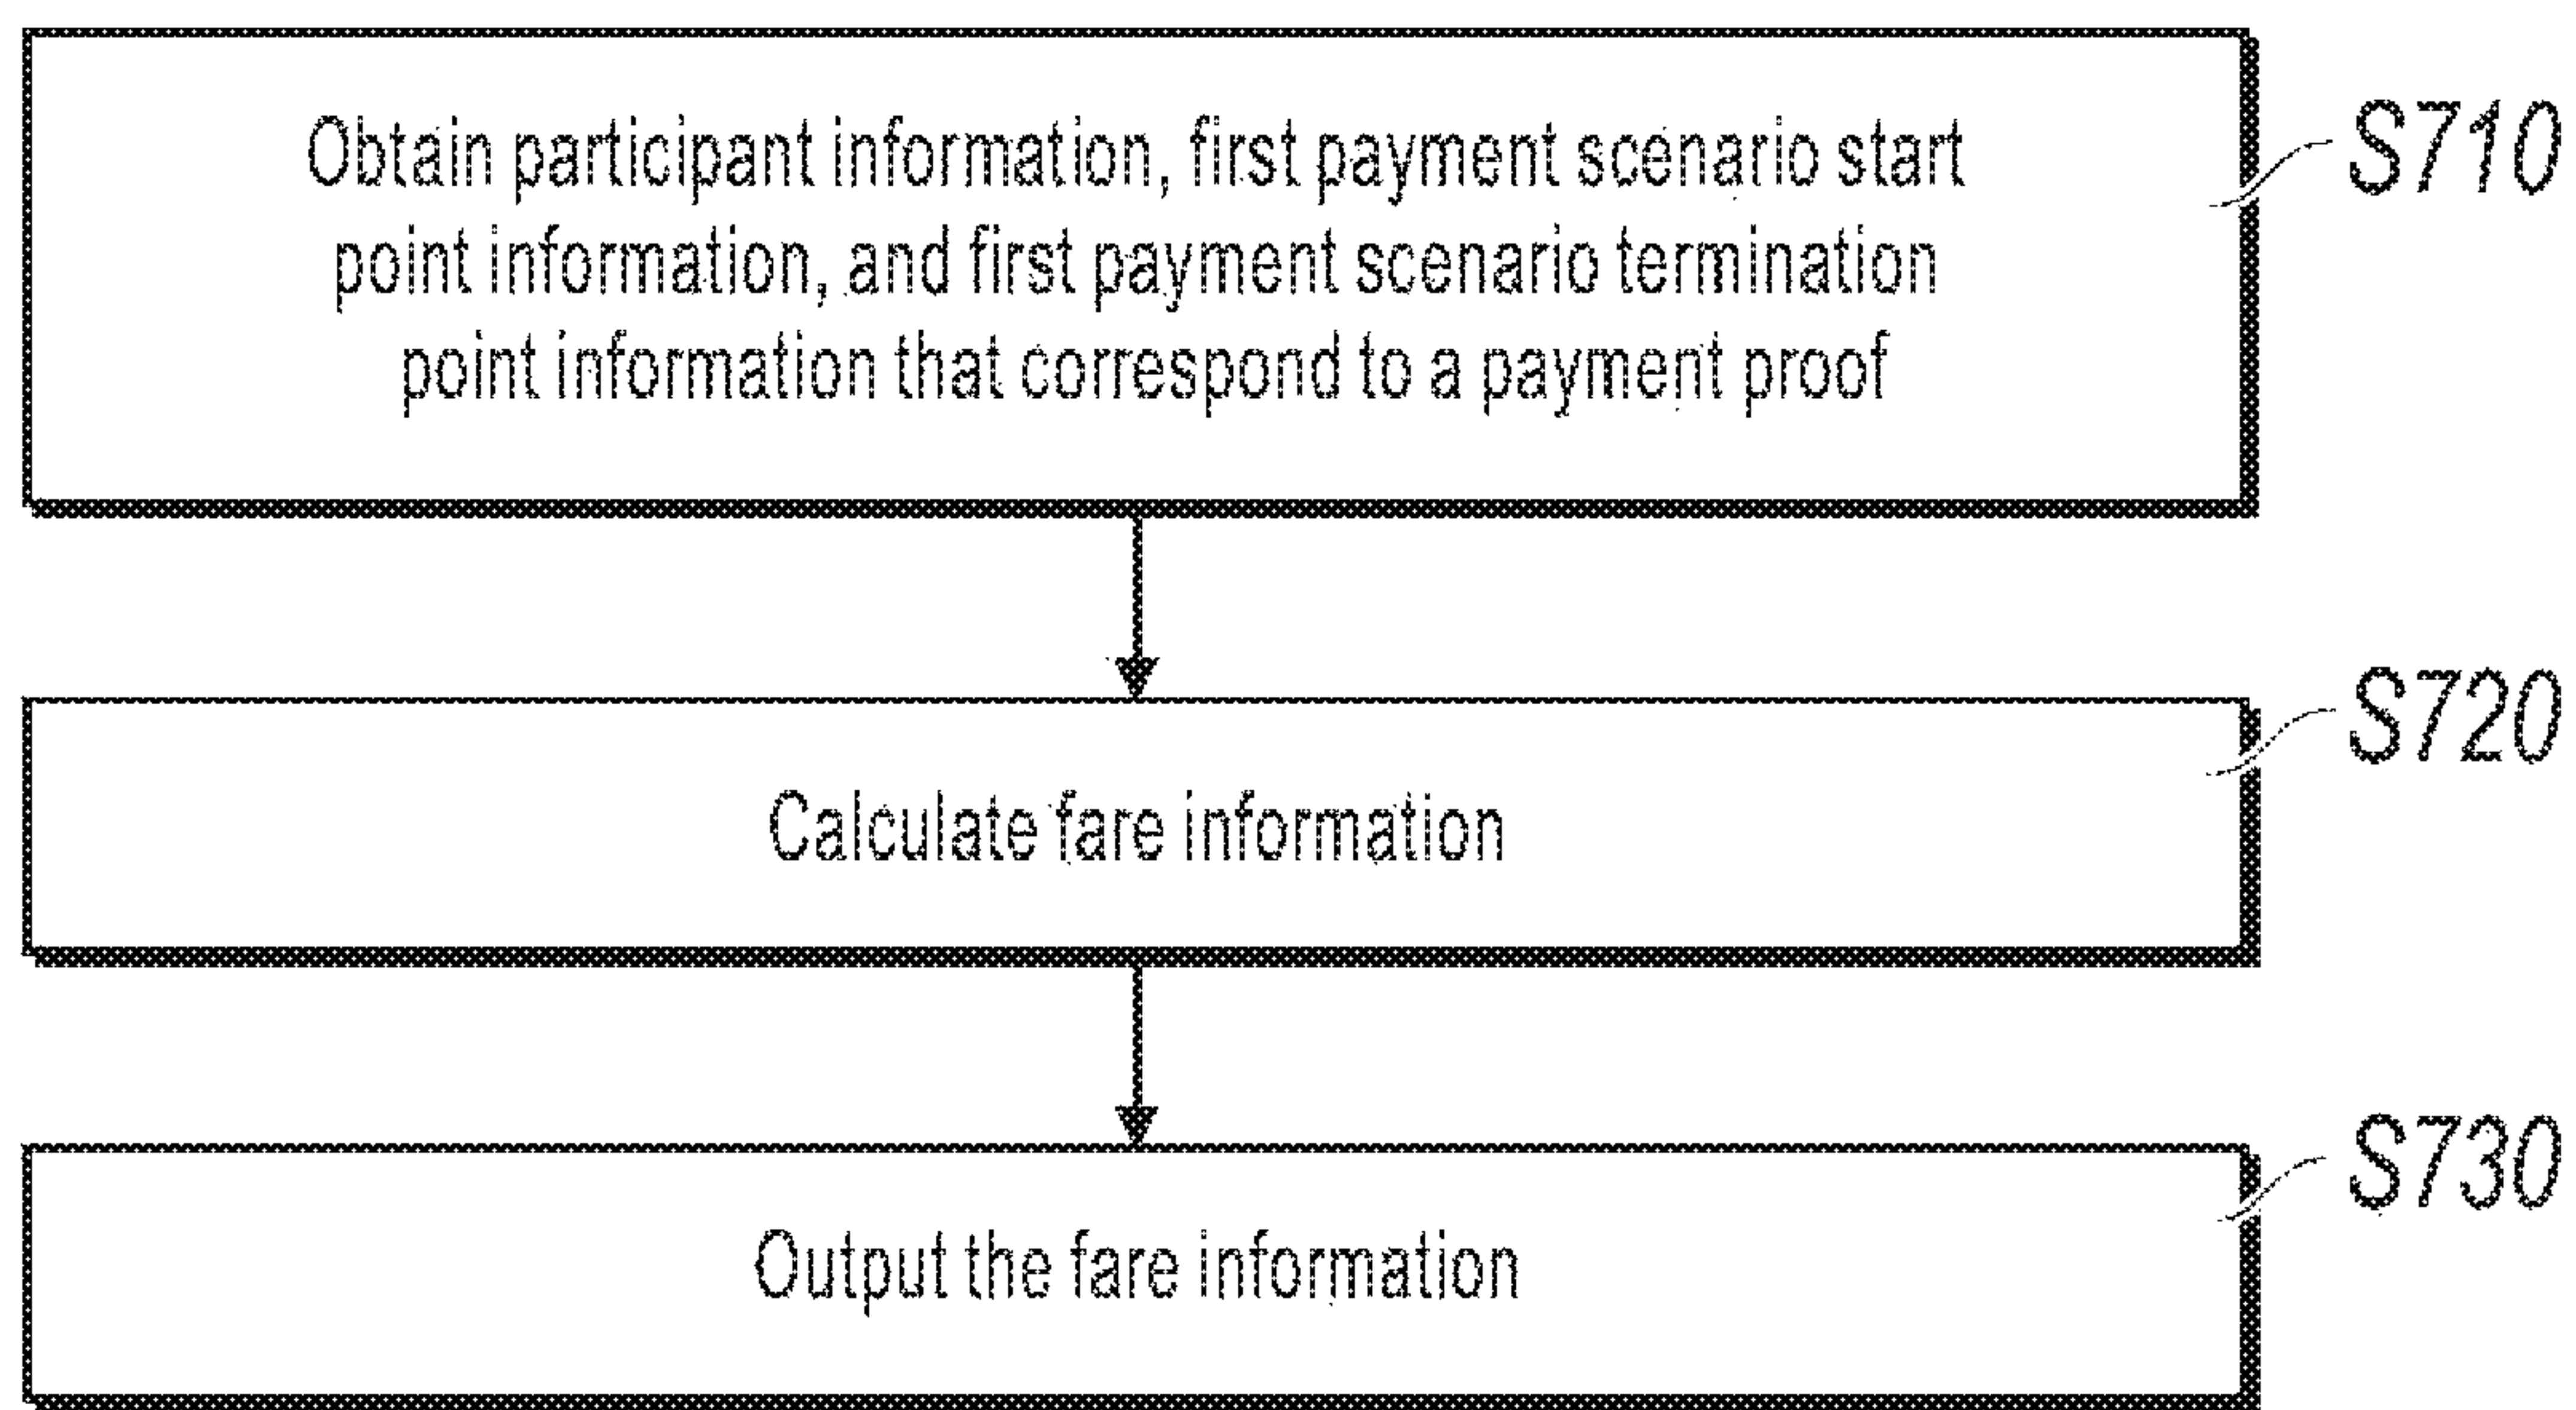 Obtain participant information, first payment scenario start
point information, and first payment scenario termination
point information that correspond to a payment proof
S710
Calculate fare information
S720
Output the fare information
S730